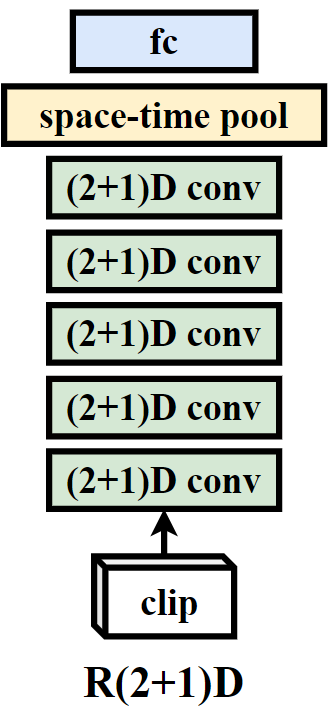 fc
space-time pool
(2+1)D conv
(2+1)D conv
(2+1)D conv
(2+1)D conv
(2+1)D conv
clip
R(2+1)D